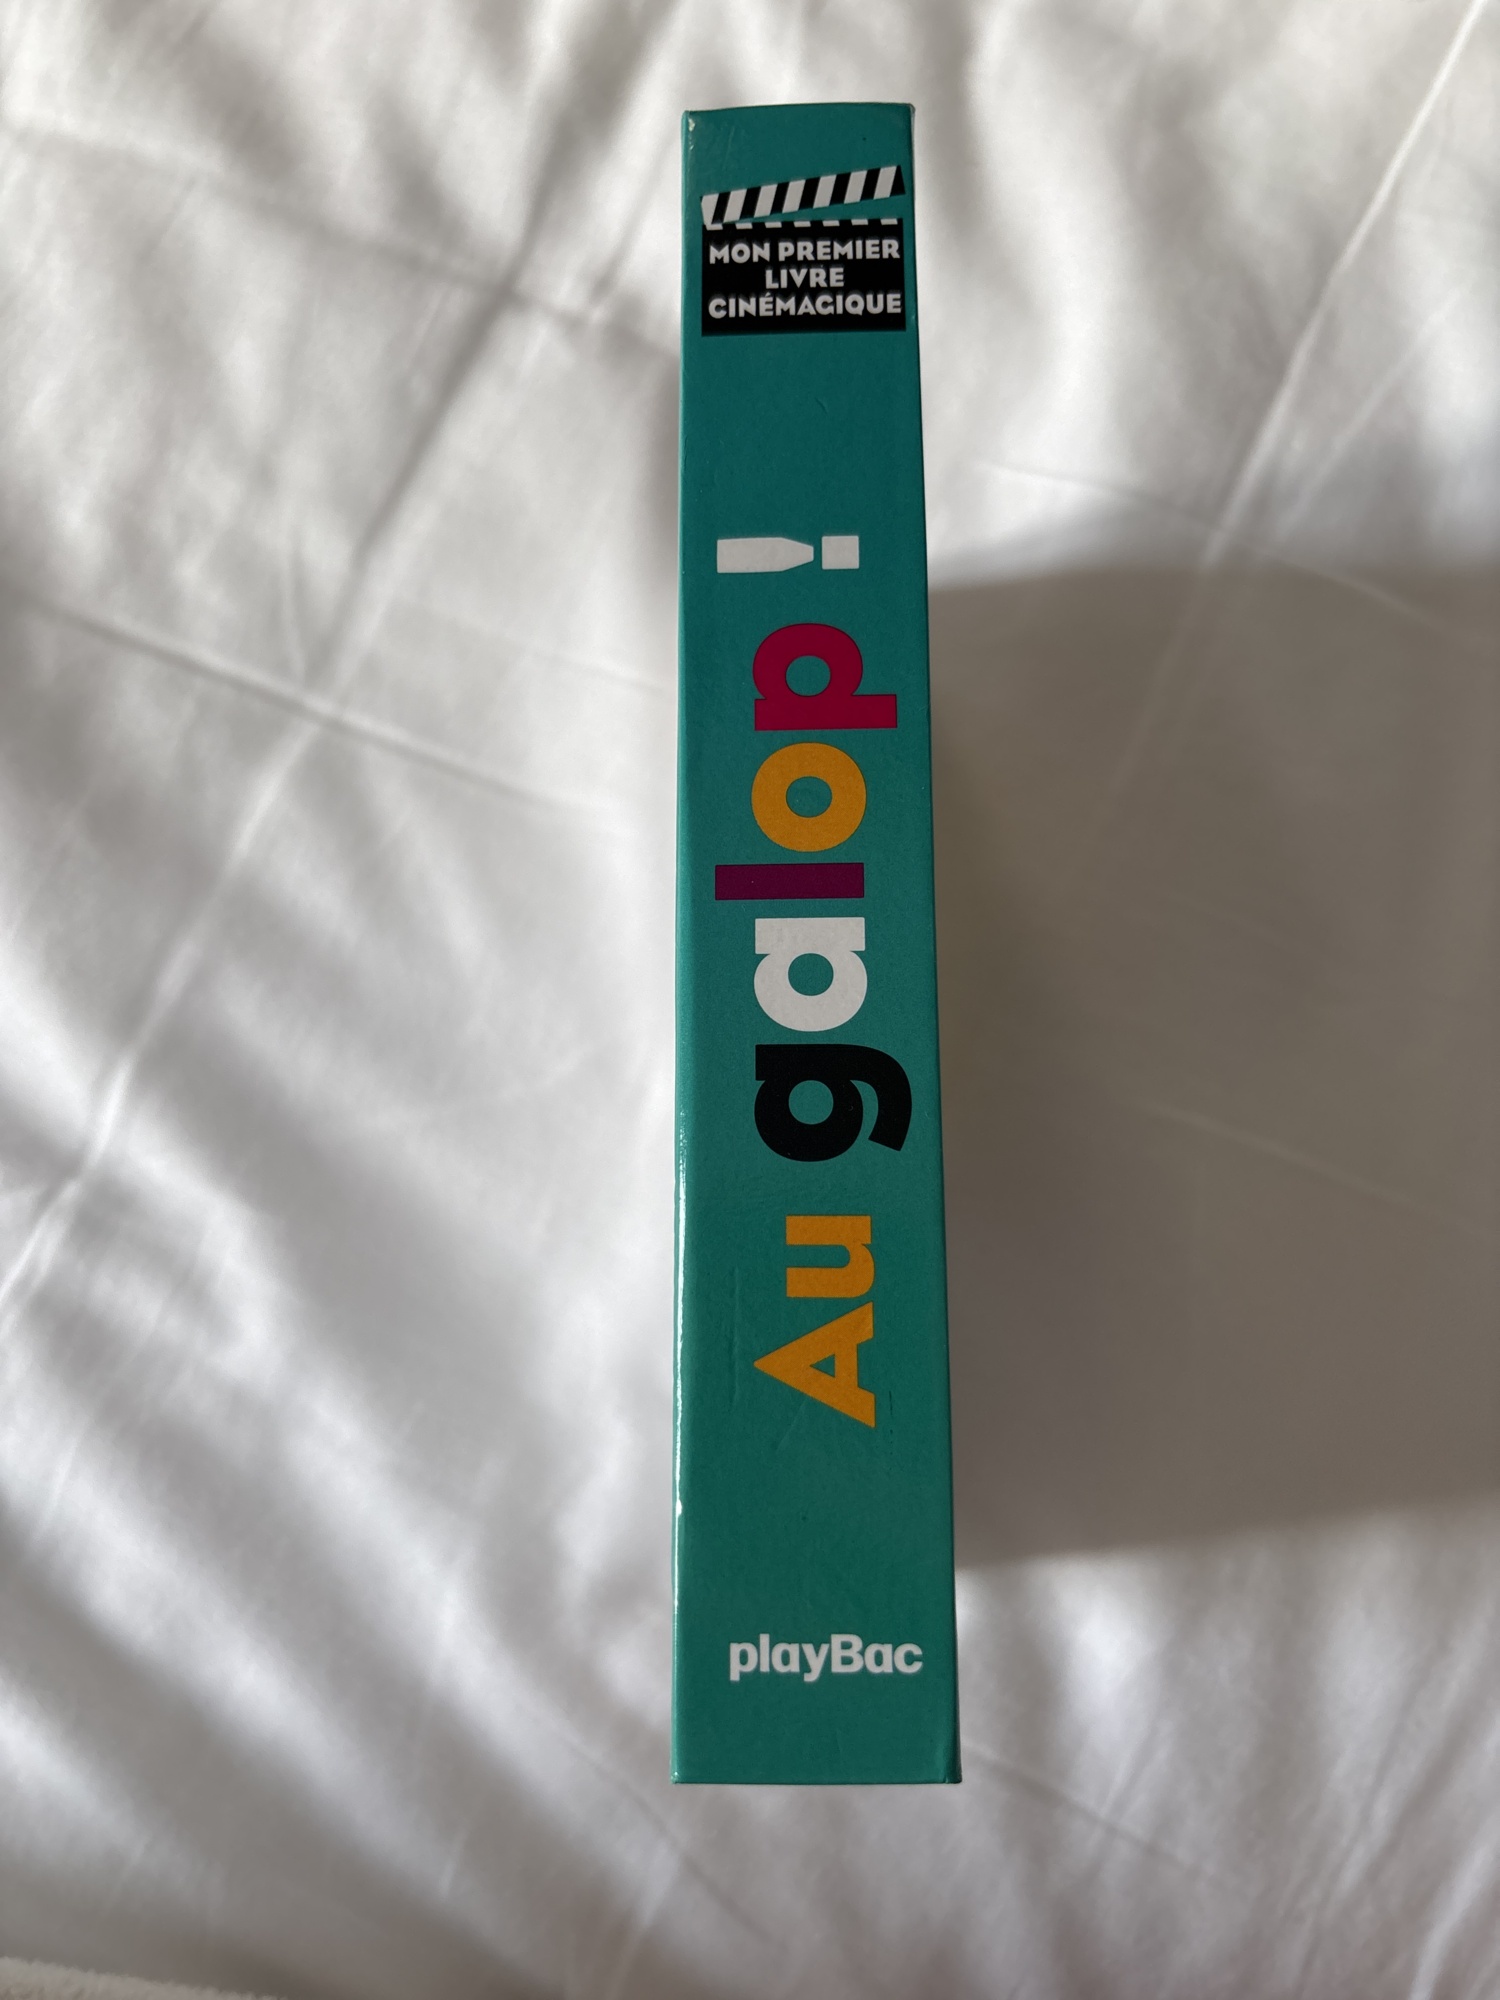 MON PREMIER
LIVRE
CINÉMAGIQUE
Au galop !
playBac